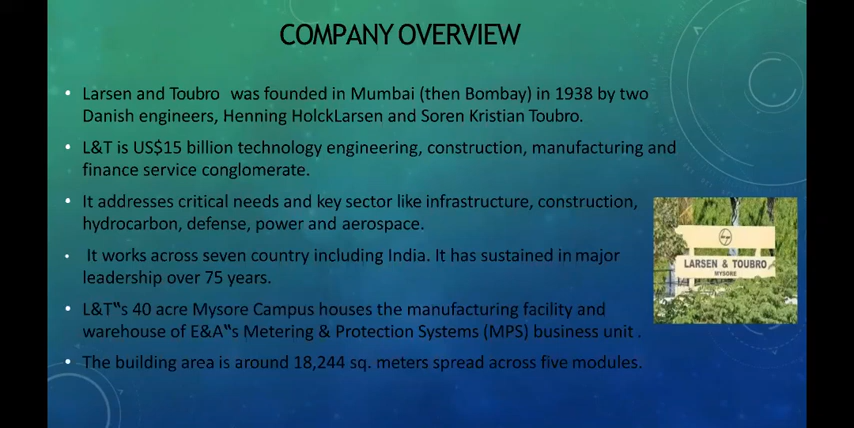 COMPANY OVERVIEW
• Larsen and Toubro was founded in Mumbai (then Bombay) in 1938 by two
Danish engineers, Henning HolckLarsen and Soren Kristian Toubro.
• L&T is US$15 billion technology engineering, construction, manufacturing and
finance service conglomerate.
• It addresses critical needs and key sector like infrastructure, construction,
hydrocarbon, defense, power and aerospace.
• It works across seven country including India. It has sustained in major
leadership over 75 years.
• L&T‟s 40 acre Mysore Campus houses the manufacturing facility and
warehouse of E&A‟s Metering & Protection Systems (MPS) business unit .
• The building area is around 18,244 sq. meters spread across five modules.
LARSEN & TOUBRO
MYSORE